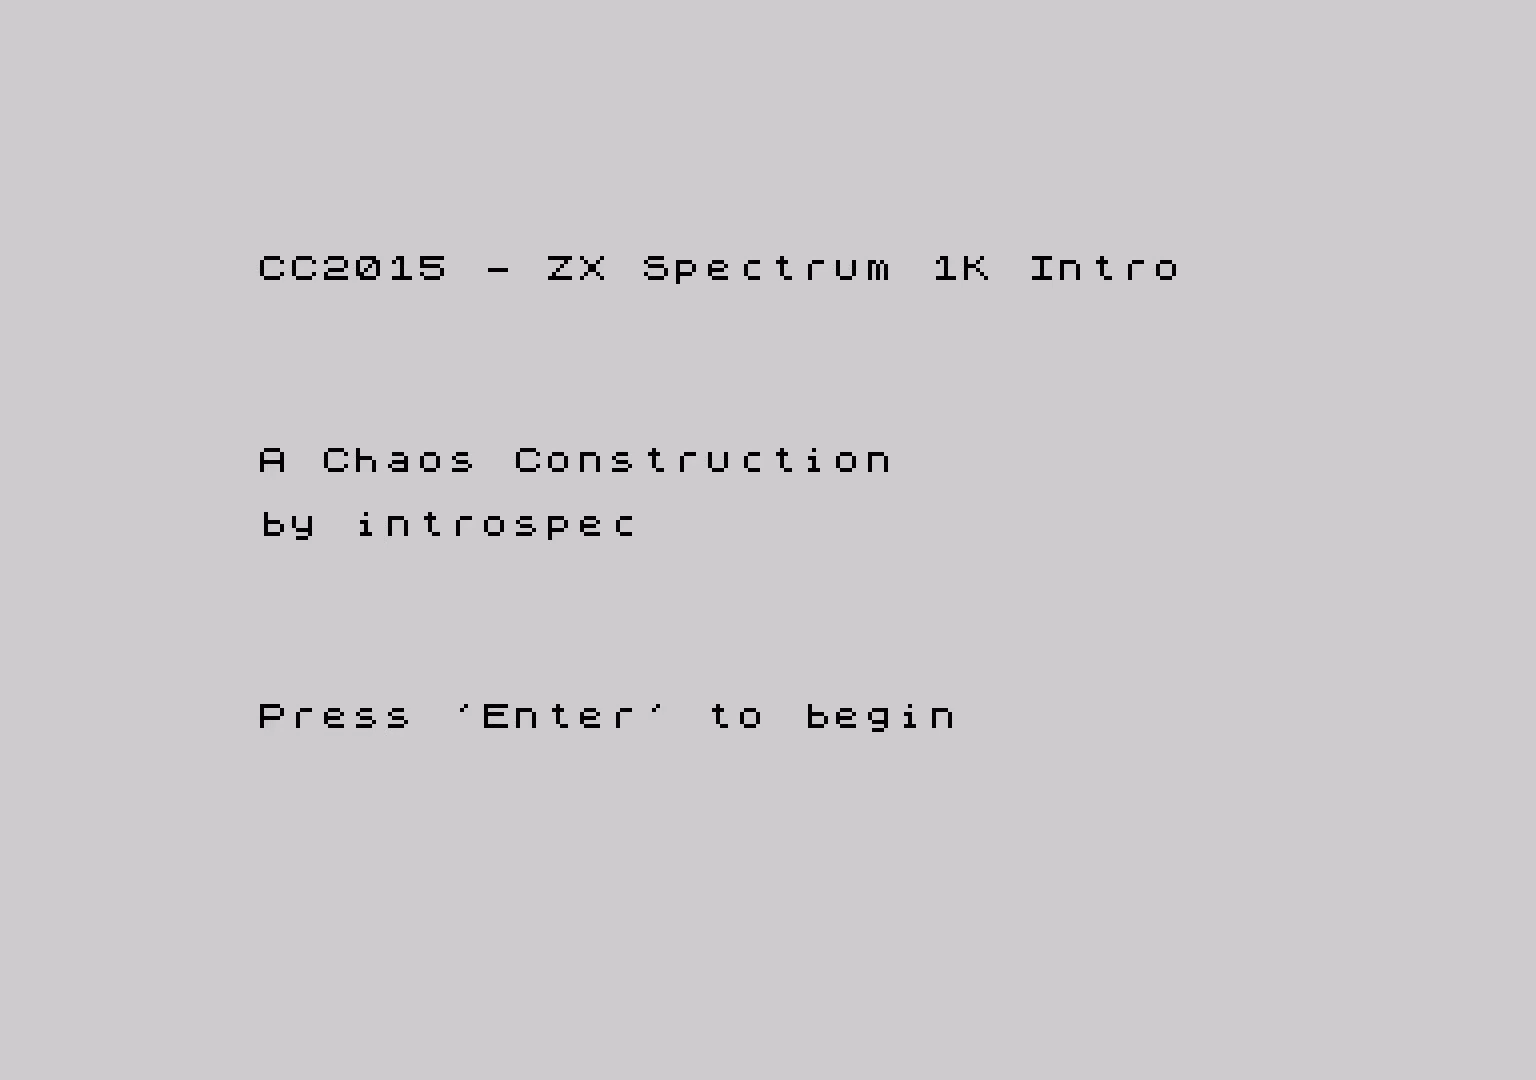 CC2015 - ZX Spectrum 1K Intro
A Chaos Construction
by introspec
Press 'Enter' to begin